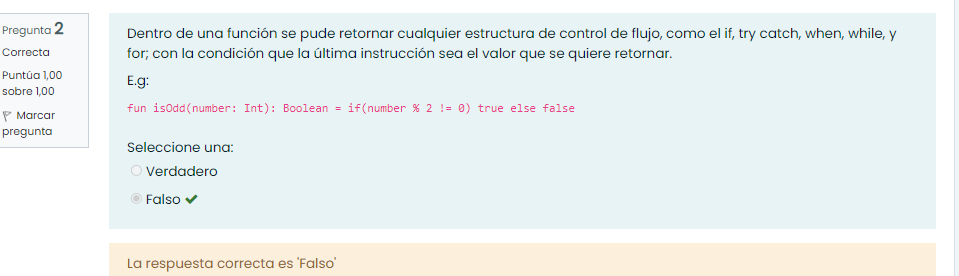 Pregunta 2
Correcta
Puntúa 1,00
sobre 1,00
Marcar
pregunta
Dentro de una función se pude retornar cualquier estructura de control de flujo, como el if, try catch, when, while, y
for; con la condición que la última instrucción sea el valor que se quiere retornar.
E.g:
fun isOdd(number: Int): Boolean = if(number % 2 != 0) true else false
Seleccione una:
Verdadero
Falso
La respuesta correcta es 'Falso'